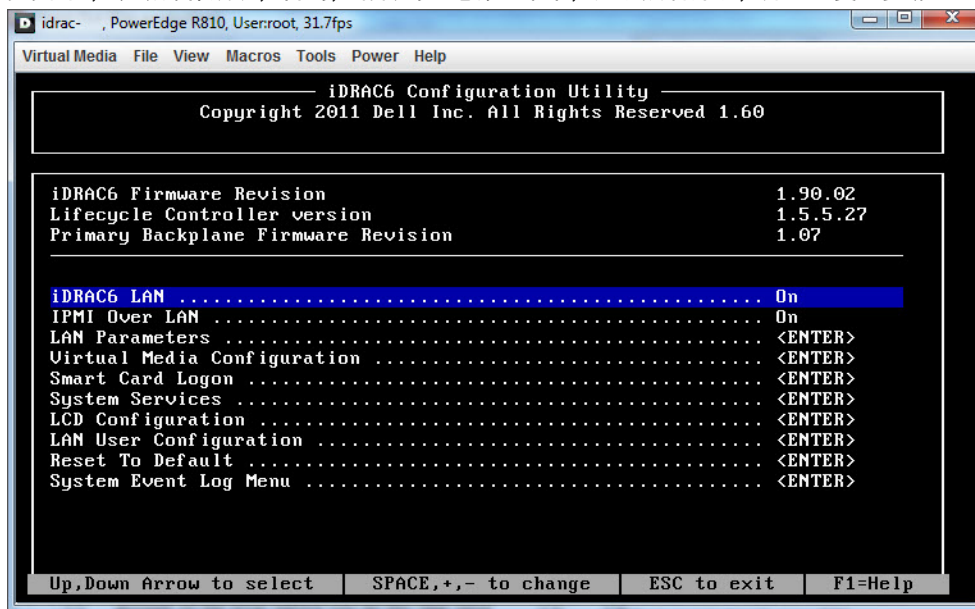 idrac- , PowerEdge R810, User:root, 31.7fps
Virtual Media File View Macros Tools Power Help
iDRAC6 Configuration Utility
Copyright 2011 Dell Inc. All Rights Reserved 1.60
iDRAC6 Firmware Revision 1.90.02
Lifecycle Controller version 1.5.5.27
Primary Backplane Firmware Revision 1.07
iDRAC6 LAN .................................................. On
IPMI Over LAN ............................................... On
LAN Parameters .............................................. <ENTER>
Virtual Media Configuration ................................. <ENTER>
Smart Card Logon ............................................ <ENTER>
System Services ............................................. <ENTER>
LCD Configuration ........................................... <ENTER>
LAN User Configuration ...................................... <ENTER>
Reset To Default ............................................ <ENTER>
System Event Log Menu ....................................... <ENTER>
Up,Down Arrow to select SPACE,+,- to change ESC to exit F1=Help